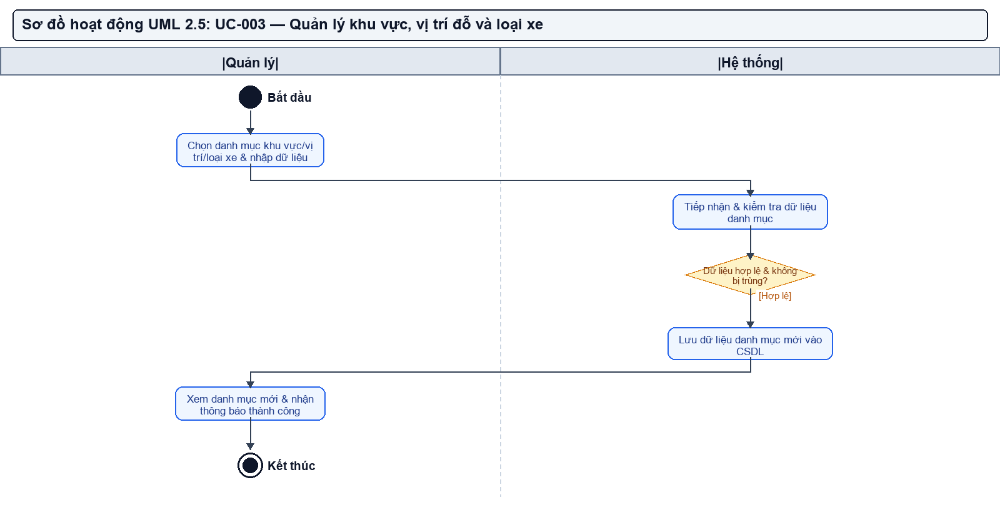 Sơ đồ hoạt động UML 2.5: UC-003 — Quản lý khu vực, vị trí đỗ và loại xe
|Quản lý|
|Hệ thống|
Bắt đầu
Chọn danh mục khu vực/vị
trí/loại xe & nhập dữ liệu
Tiếp nhận & kiểm tra dữ liệu
danh mục
Dữ liệu hợp lệ & không
bị trùng?
[Hợp lệ]
Lưu dữ liệu danh mục mới vào
CSDL
Xem danh mục mới & nhận
thông báo thành công
Kết thúc